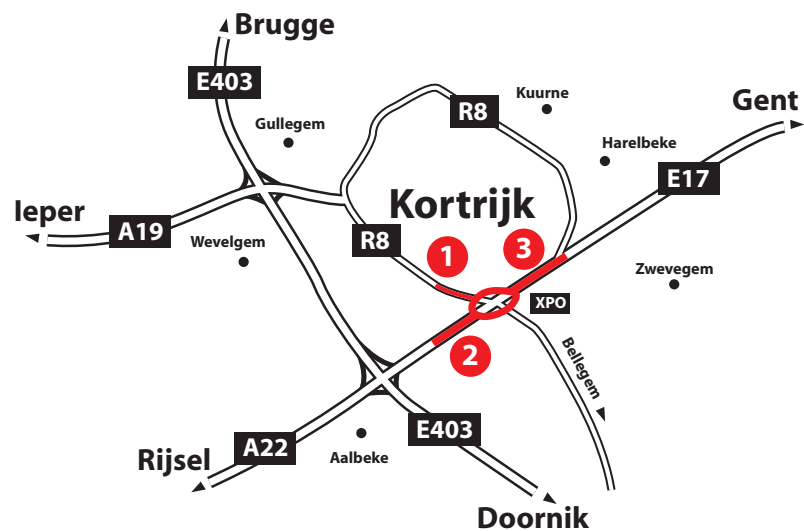 Brugge
E403
Kuurne
R8
Gent
Gullegem
Harelbeke
E17
Kortrijk
Ieper
A19
R8
1
3
Wevelgem
Zwevegem
XPO
2
Bellegem
E403
A22
Aalbeke
Rijsel
Doornik